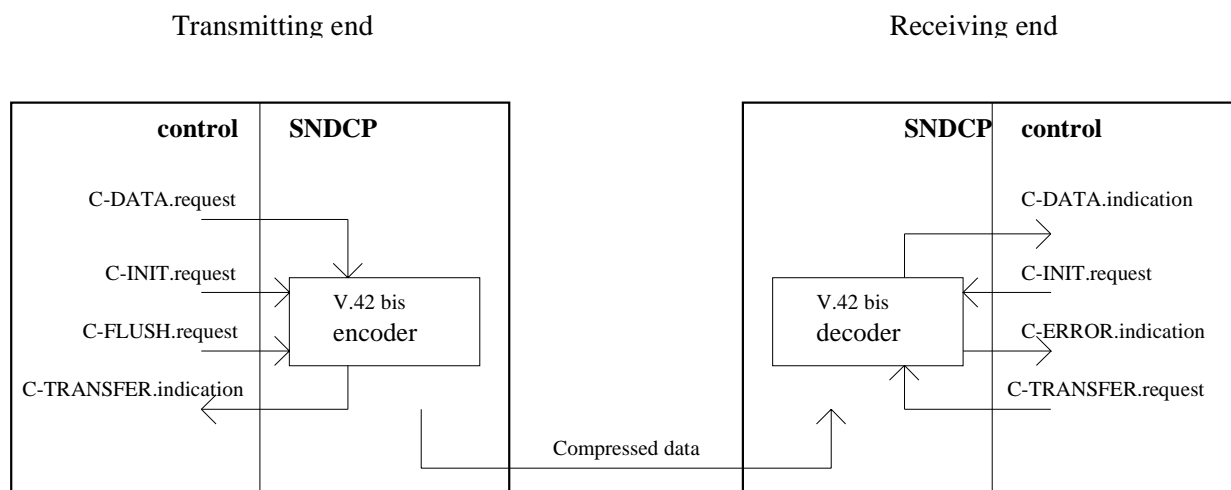 Transmitting end
Receiving end
control
SNDCP
SNDCP
control
C-DATA.request
C-DATA.indication
C-INIT.request
C-INIT.request
V.42 bis
encoder
V.42 bis
decoder
C-FLUSH.request
C-ERROR.indication
C-TRANSFER.indication
C-TRANSFER.request
Compressed data